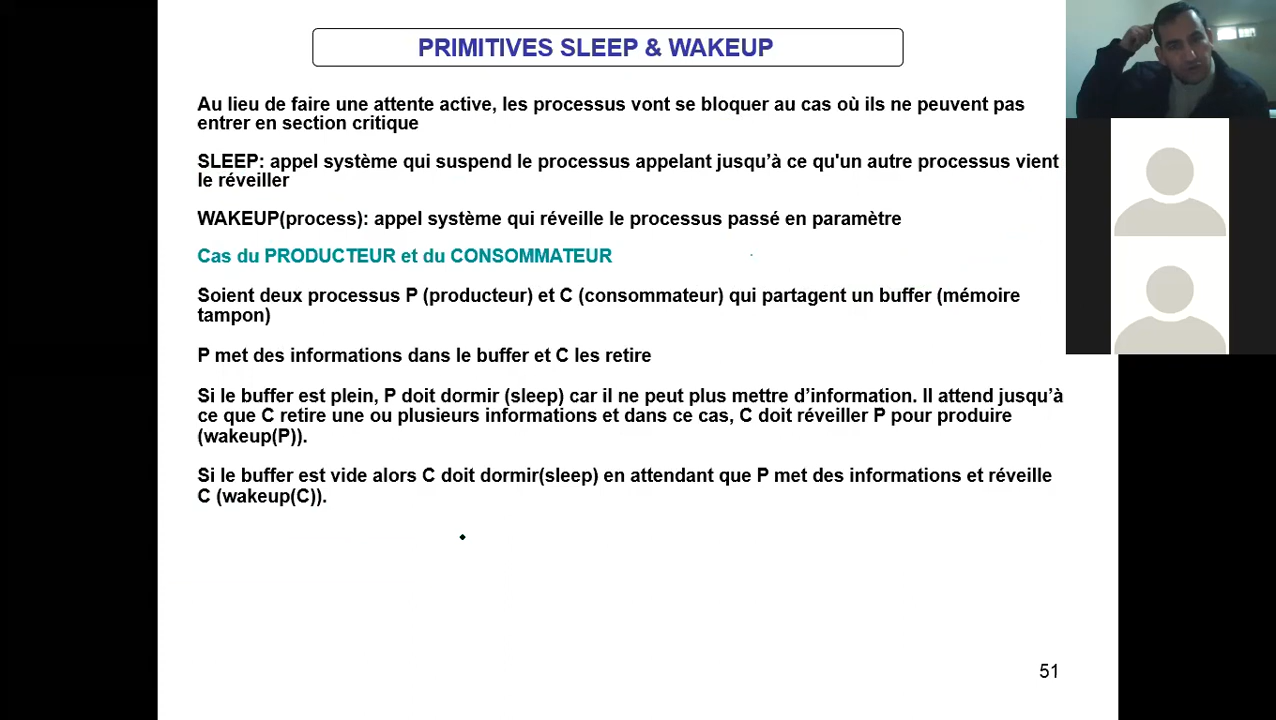 PRIMITIVES SLEEP & WAKEUP
Au lieu de faire une attente active, les processus vont se bloquer au cas où ils ne peuvent pas
entrer en section critique
SLEEP: appel système qui suspend le processus appelant jusqu’à ce qu'un autre processus vient
le réveiller
WAKEUP(process): appel système qui réveille le processus passé en paramètre
Cas du PRODUCTEUR et du CONSOMMATEUR
Soient deux processus P (producteur) et C (consommateur) qui partagent un buffer (mémoire
tampon)
P met des informations dans le buffer et C les retire
Si le buffer est plein, P doit dormir (sleep) car il ne peut plus mettre d’information. Il attend jusqu’à
ce que C retire une ou plusieurs informations et dans ce cas, C doit réveiller P pour produire
(wakeup(P)).
Si le buffer est vide alors C doit dormir(sleep) en attendant que P met des informations et réveille
C (wakeup(C)).
51